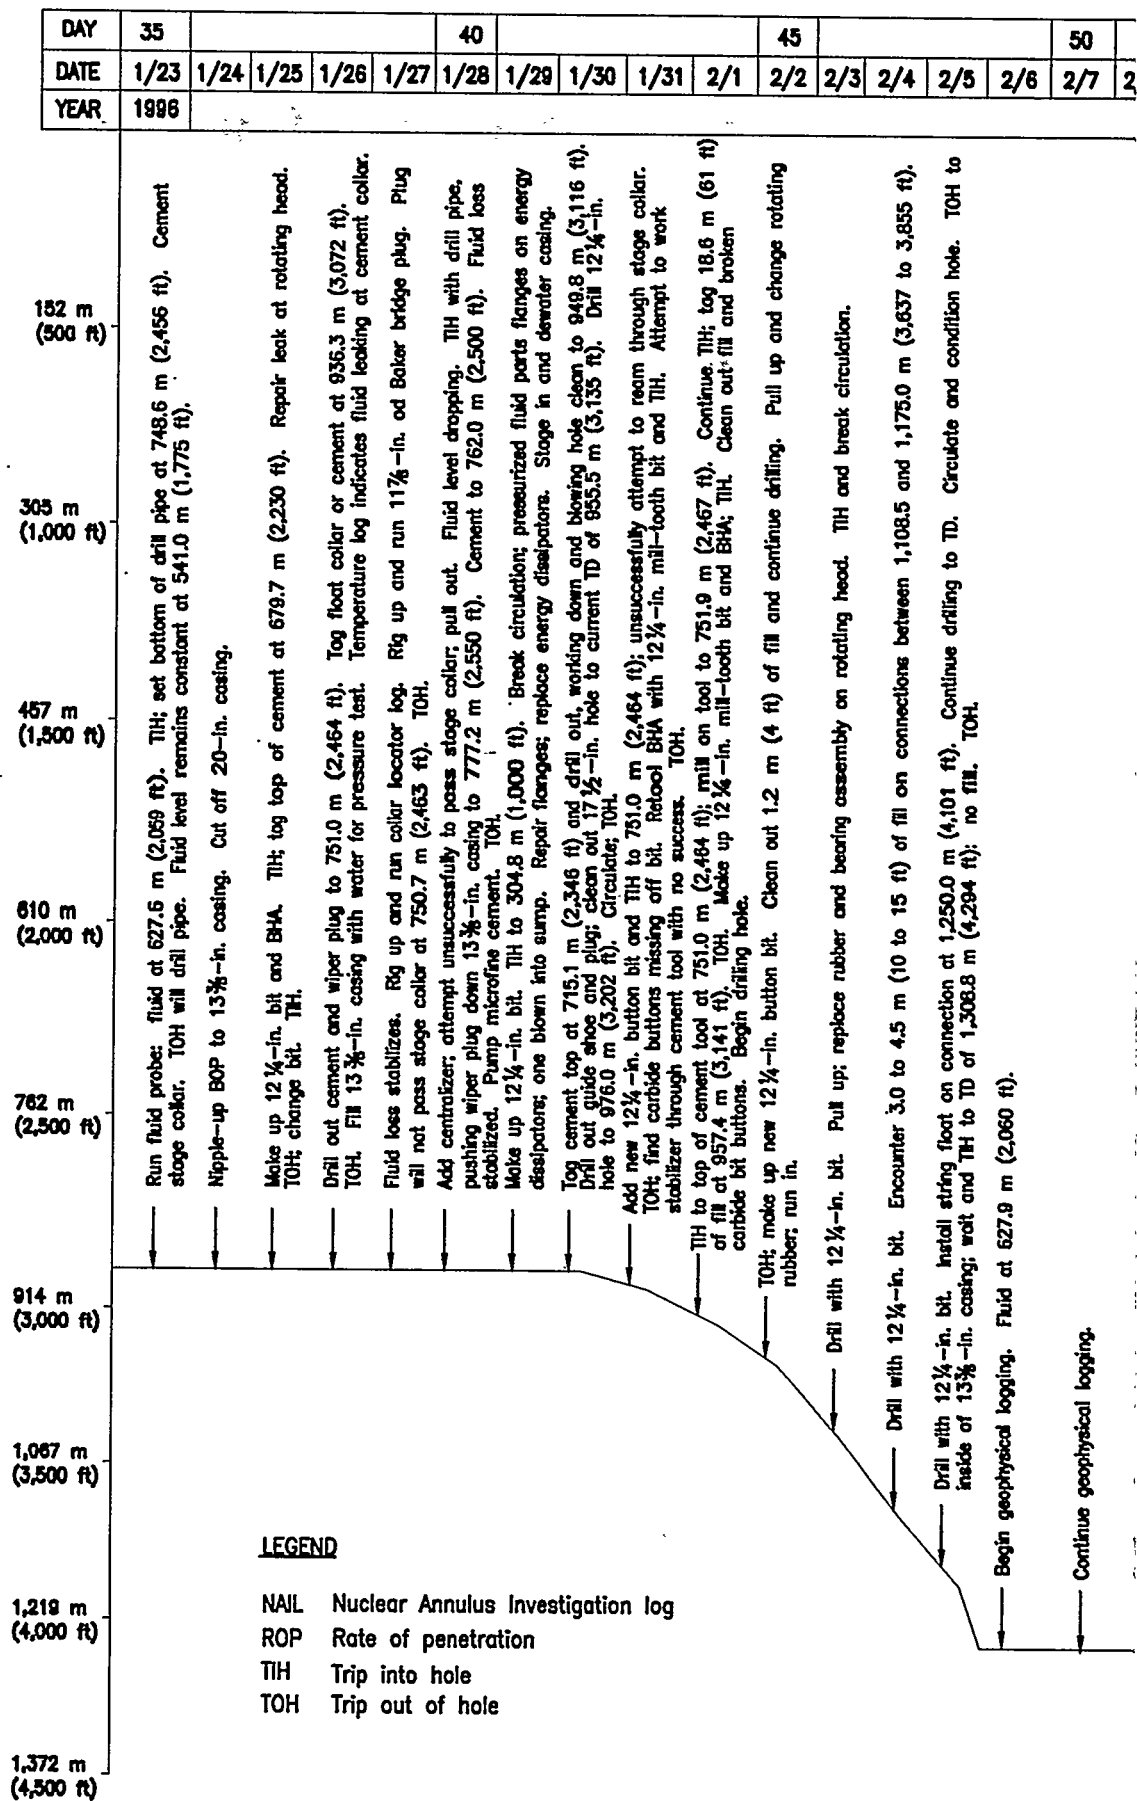 DAY 35 40 45 50
DATE 1/23 1/24 1/25 1/26 1/27 1/28 1/29 1/30 1/31 2/1 2/2 2/3 2/4 2/5 2/6 2/7 2/
YEAR 1996
152 m
(500 ft)
305 m
(1,000 ft)
457 m
(1,500 ft)
610 m
(2,000 ft)
762 m
(2,500 ft)
914 m
(3,000 ft)
1,067 m
(3,500 ft)
1,219 m
(4,000 ft)
1,372 m
(4,500 ft)
Run fluid probe: fluid at 627.6 m (2,059 ft). TIH; set bottom of drill pipe at 748.6 m (2,456 ft). Cement
stage collar. TOH will drill pipe. Fluid level remains constant at 541.0 m (1,775 ft).
Nipple-up BOP to 13⅜-in. casing. Cut off 20-in. casing.
Make up 12¼-in. bit and BHA. TIH; tag top of cement at 679.7 m (2,230 ft). Repair leak at rotating head.
TOH; change bit. TIH.
Drill out cement and wiper plug to 751.0 m (2,464 ft). Tag float collar or cement at 936.3 m (3,072 ft).
TOH. Fill 13⅜-in. casing with water for pressure test. Temperature log indicates fluid leaking at cement collar.
Fluid loss stabilizes. Rig up and run collar locator log. Rig up and run 11⅞-in. od Baker bridge plug. Plug
will not pass stage collar at 750.7 m (2,463 ft). TOH.
Add centralizer; attempt unsuccessfully to pass stage collar; pull out. Fluid level dropping. TIH with drill pipe,
pushing wiper plug down 13⅜-in. casing to 777.2 m (2,550 ft). Cement to 762.0 m (2,500 ft). Fluid loss
stabilized. Pump microfine cement. TOH.
Make up 12¼-in. bit. TIH to 304.8 m (1,000 ft). Break circulation; pressurized fluid parts flanges on energy
dissipators; one blown into sump. Repair flanges; replace energy dissipators. Stage in and dewater casing.
Tag cement top at 715.1 m (2,346 ft) and drill out, working down and blowing hole clean to 949.8 m (3,116 ft).
Drill out guide shoe and plug; clean out 17½-in. hole to current TD of 955.5 m (3,135 ft). Drill 12¼-in.
hole to 976.0 m (3,202 ft). Circulate; TOH.
Add new 12¼-in. button bit and TIH to 751.0 m (2,464 ft); unsuccessfully attempt to ream through stage collar.
TOH; find carbide buttons missing off bit. Retool BHA with 12¼-in. mill-tooth bit and TIH. Attempt to work
stabilizer through cement tool with no success. TOH.
TIH to top of cement tool at 751.0 m (2,464 ft); mill on tool to 751.9 m (2,467 ft). Continue TIH; tag 18.6 m (61 ft)
of fill at 957.4 m (3,141 ft). TOH. Make up 12¼-in. mill-tooth bit and BHA; TIH. Clean out fill and broken
carbide bit buttons. Begin drilling hole.
TOH; make up new 12¼-in. button bit. Clean out 1.2 m (4 ft) of fill and continue drilling. Pull up and change rotating
rubber; run in.
Drill with 12¼-in. bit. Pull up; replace rubber and bearing assembly on rotating head. TIH and break circulation.
Drill with 12¼-in. bit. Encounter 3.0 to 4.5 m (10 to 15 ft) of fill on connections between 1,108.5 and 1,175.0 m (3,637 to 3,855 ft).
Drill with 12¼-in. bit. Install string float on connection at 1,250.0 m (4,101 ft). Continue drilling to TD. Circulate and condition hole. TOH to
inside of 13⅜-in. casing; wait and TIH to TD of 1,308.8 m (4,294 ft); no fill. TOH.
Begin geophysical logging. Fluid at 627.9 m (2,060 ft).
Continue geophysical logging.
LEGEND
NAIL Nuclear Annulus Investigation log
ROP Rate of penetration
TIH Trip into hole
TOH Trip out of hole